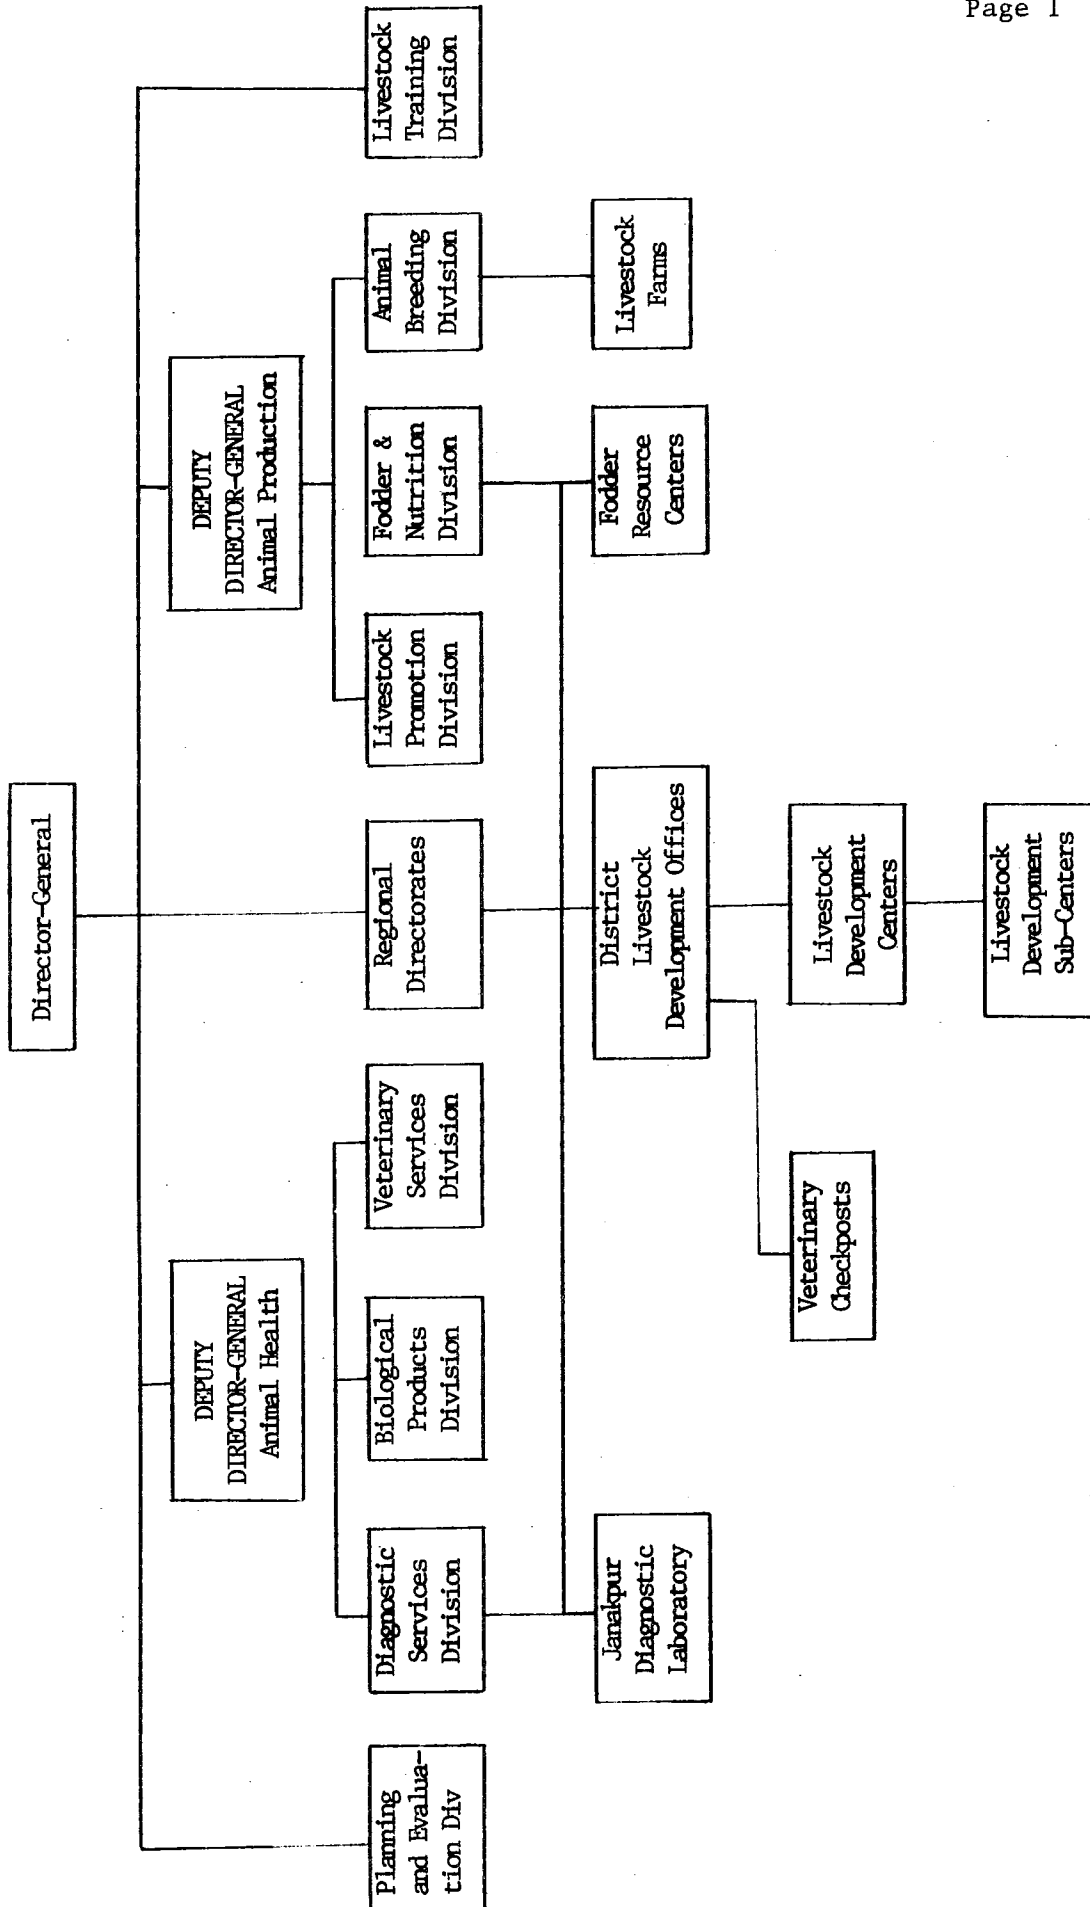 Page 1
Director-General
DEPUTY
DIRECTOR-GENERAL
Animal Health
DEPUTY
DIRECTOR-GENERAL
Animal Production
Planning
and Evalua-
tion Div
Diagnostic
Services
Division
Biological
Products
Division
Veterinary
Services
Division
Regional
Directorates
Livestock
Promotion
Division
Fodder &
Nutrition
Division
Animal
Breeding
Division
Livestock
Training
Division
Janakpur
Diagnostic
Laboratory
District
Livestock
Development Offices
Fodder
Resource
Centers
Livestock
Farms
Veterinary
Checkposts
Livestock
Development
Centers
Livestock
Development
Sub-Centers